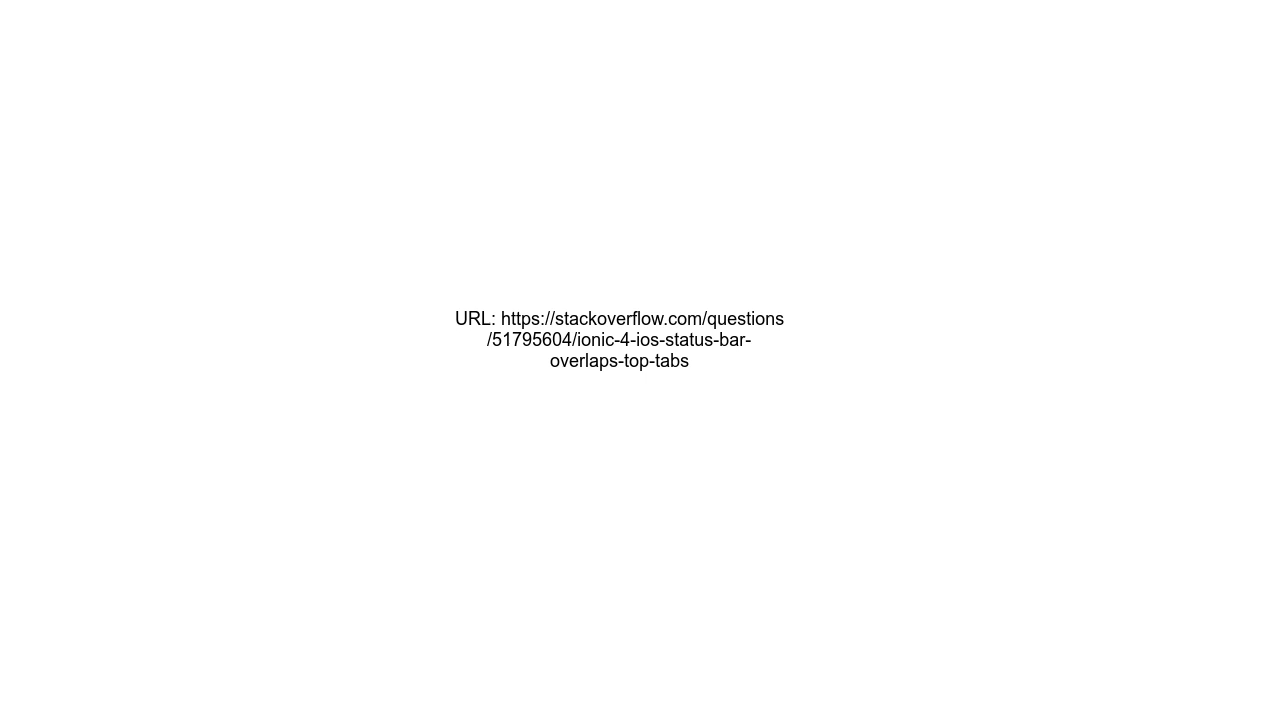 URL: https://stackoverflow.com/questions
/51795604/ionic-4-ios-status-bar-
overlaps-top-tabs